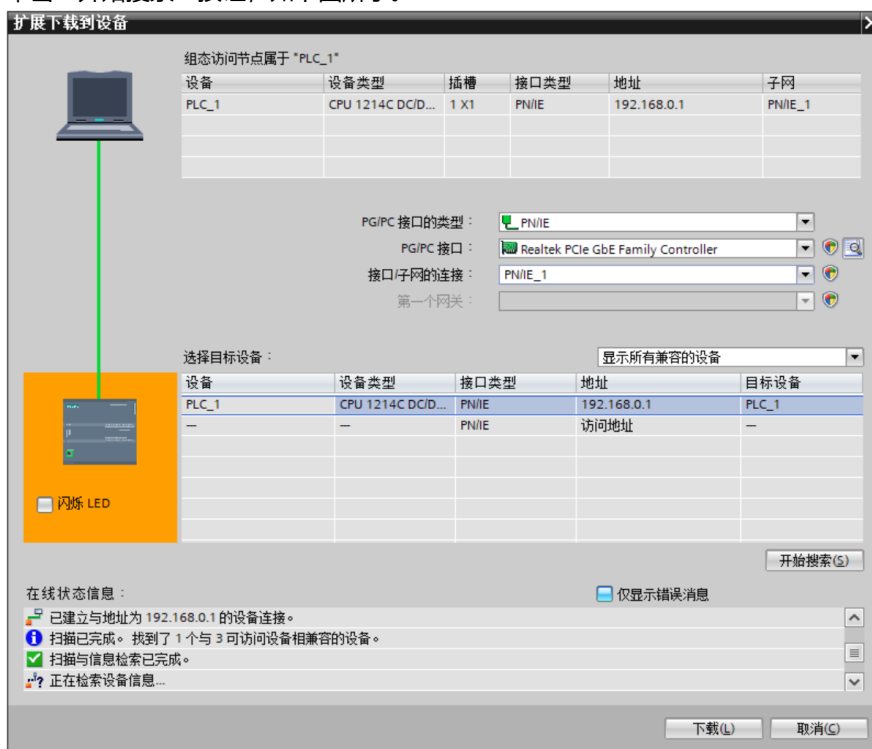 扩展下载到设备
组态访问节点属于 "PLC_1"
设备 设备类型 插槽 接口类型 地址 子网
PLC_1 CPU 1214C DC/D... 1 X1 PN/IE 192.168.0.1 PN/IE_1
PG/PC 接口的类型： PN/IE
PG/PC 接口： Realtek PCIe GbE Family Controller
接口/子网的连接： PN/IE_1
第一个网关：
选择目标设备： 显示所有兼容的设备
设备 设备类型 接口类型 地址 目标设备
PLC_1 CPU 1214C DC/D... PN/IE 192.168.0.1 PLC_1
— — PN/IE 访问地址 —
闪烁 LED
开始搜索(S)
在线状态信息： 仅显示错误消息
已建立与地址为 192.168.0.1 的设备连接。
扫描已完成。找到了 1 个与 3 可访问设备相兼容的设备。
扫描与信息检索已完成。
正在检索设备信息...
下载(L) 取消(C)